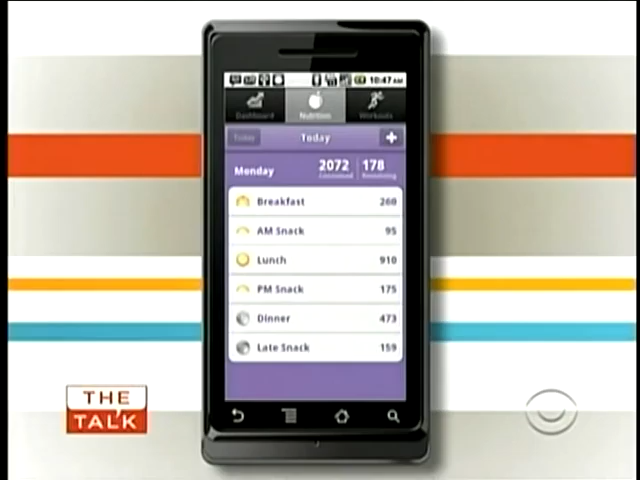 10:47 AM
Dashboard
Nutrition
Workouts
Today
Today
+
Monday
2072
Consumed
178
Remaining
Breakfast 260
AM Snack 95
Lunch 910
PM Snack 175
Dinner 473
Late Snack 159
THE
TALK